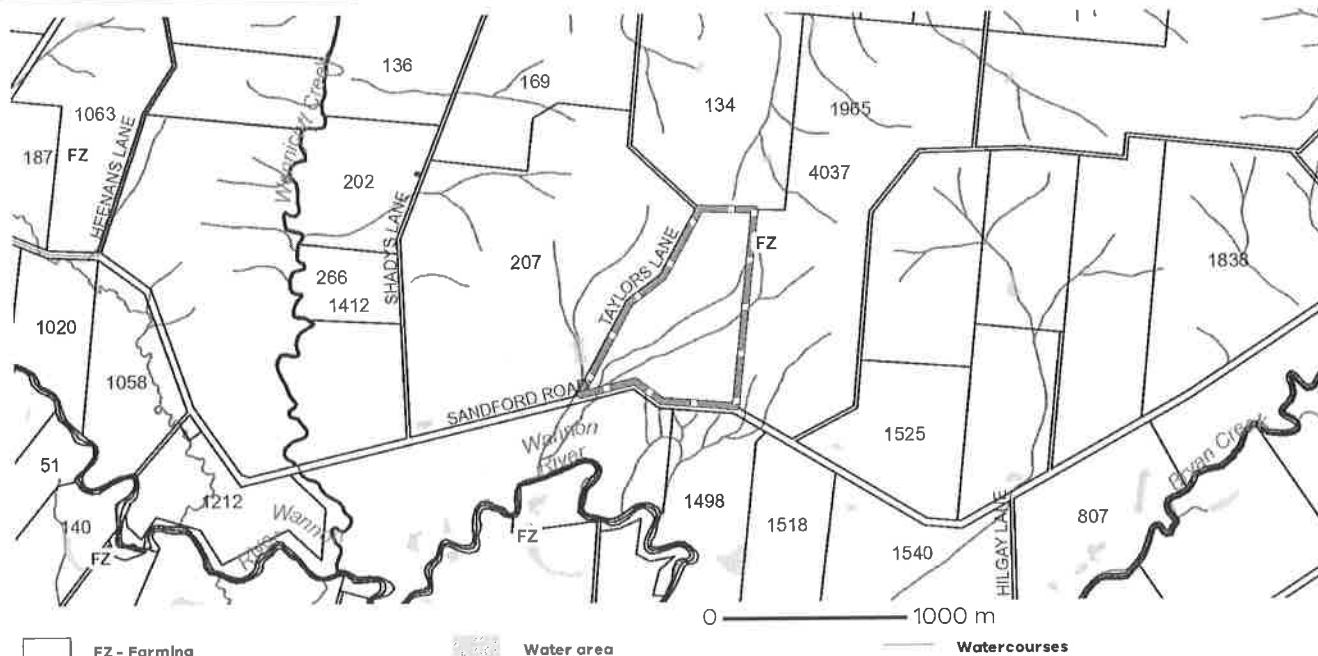 136
169
134
1965
1063
187
FZ
HEENANS LANE
Creek
202
SHADYS LANE
4037
207
TAYLORS LANE
FZ
1838
266
1412
1020
1058
SANDFORD ROAD
Wannon
River
1525
51
1212
140
FZ
FZ
1498
1518
1540
HILGAY LANE
807
Bryan Creek
0 1000 m
FZ - Farming
Water area
Watercourses